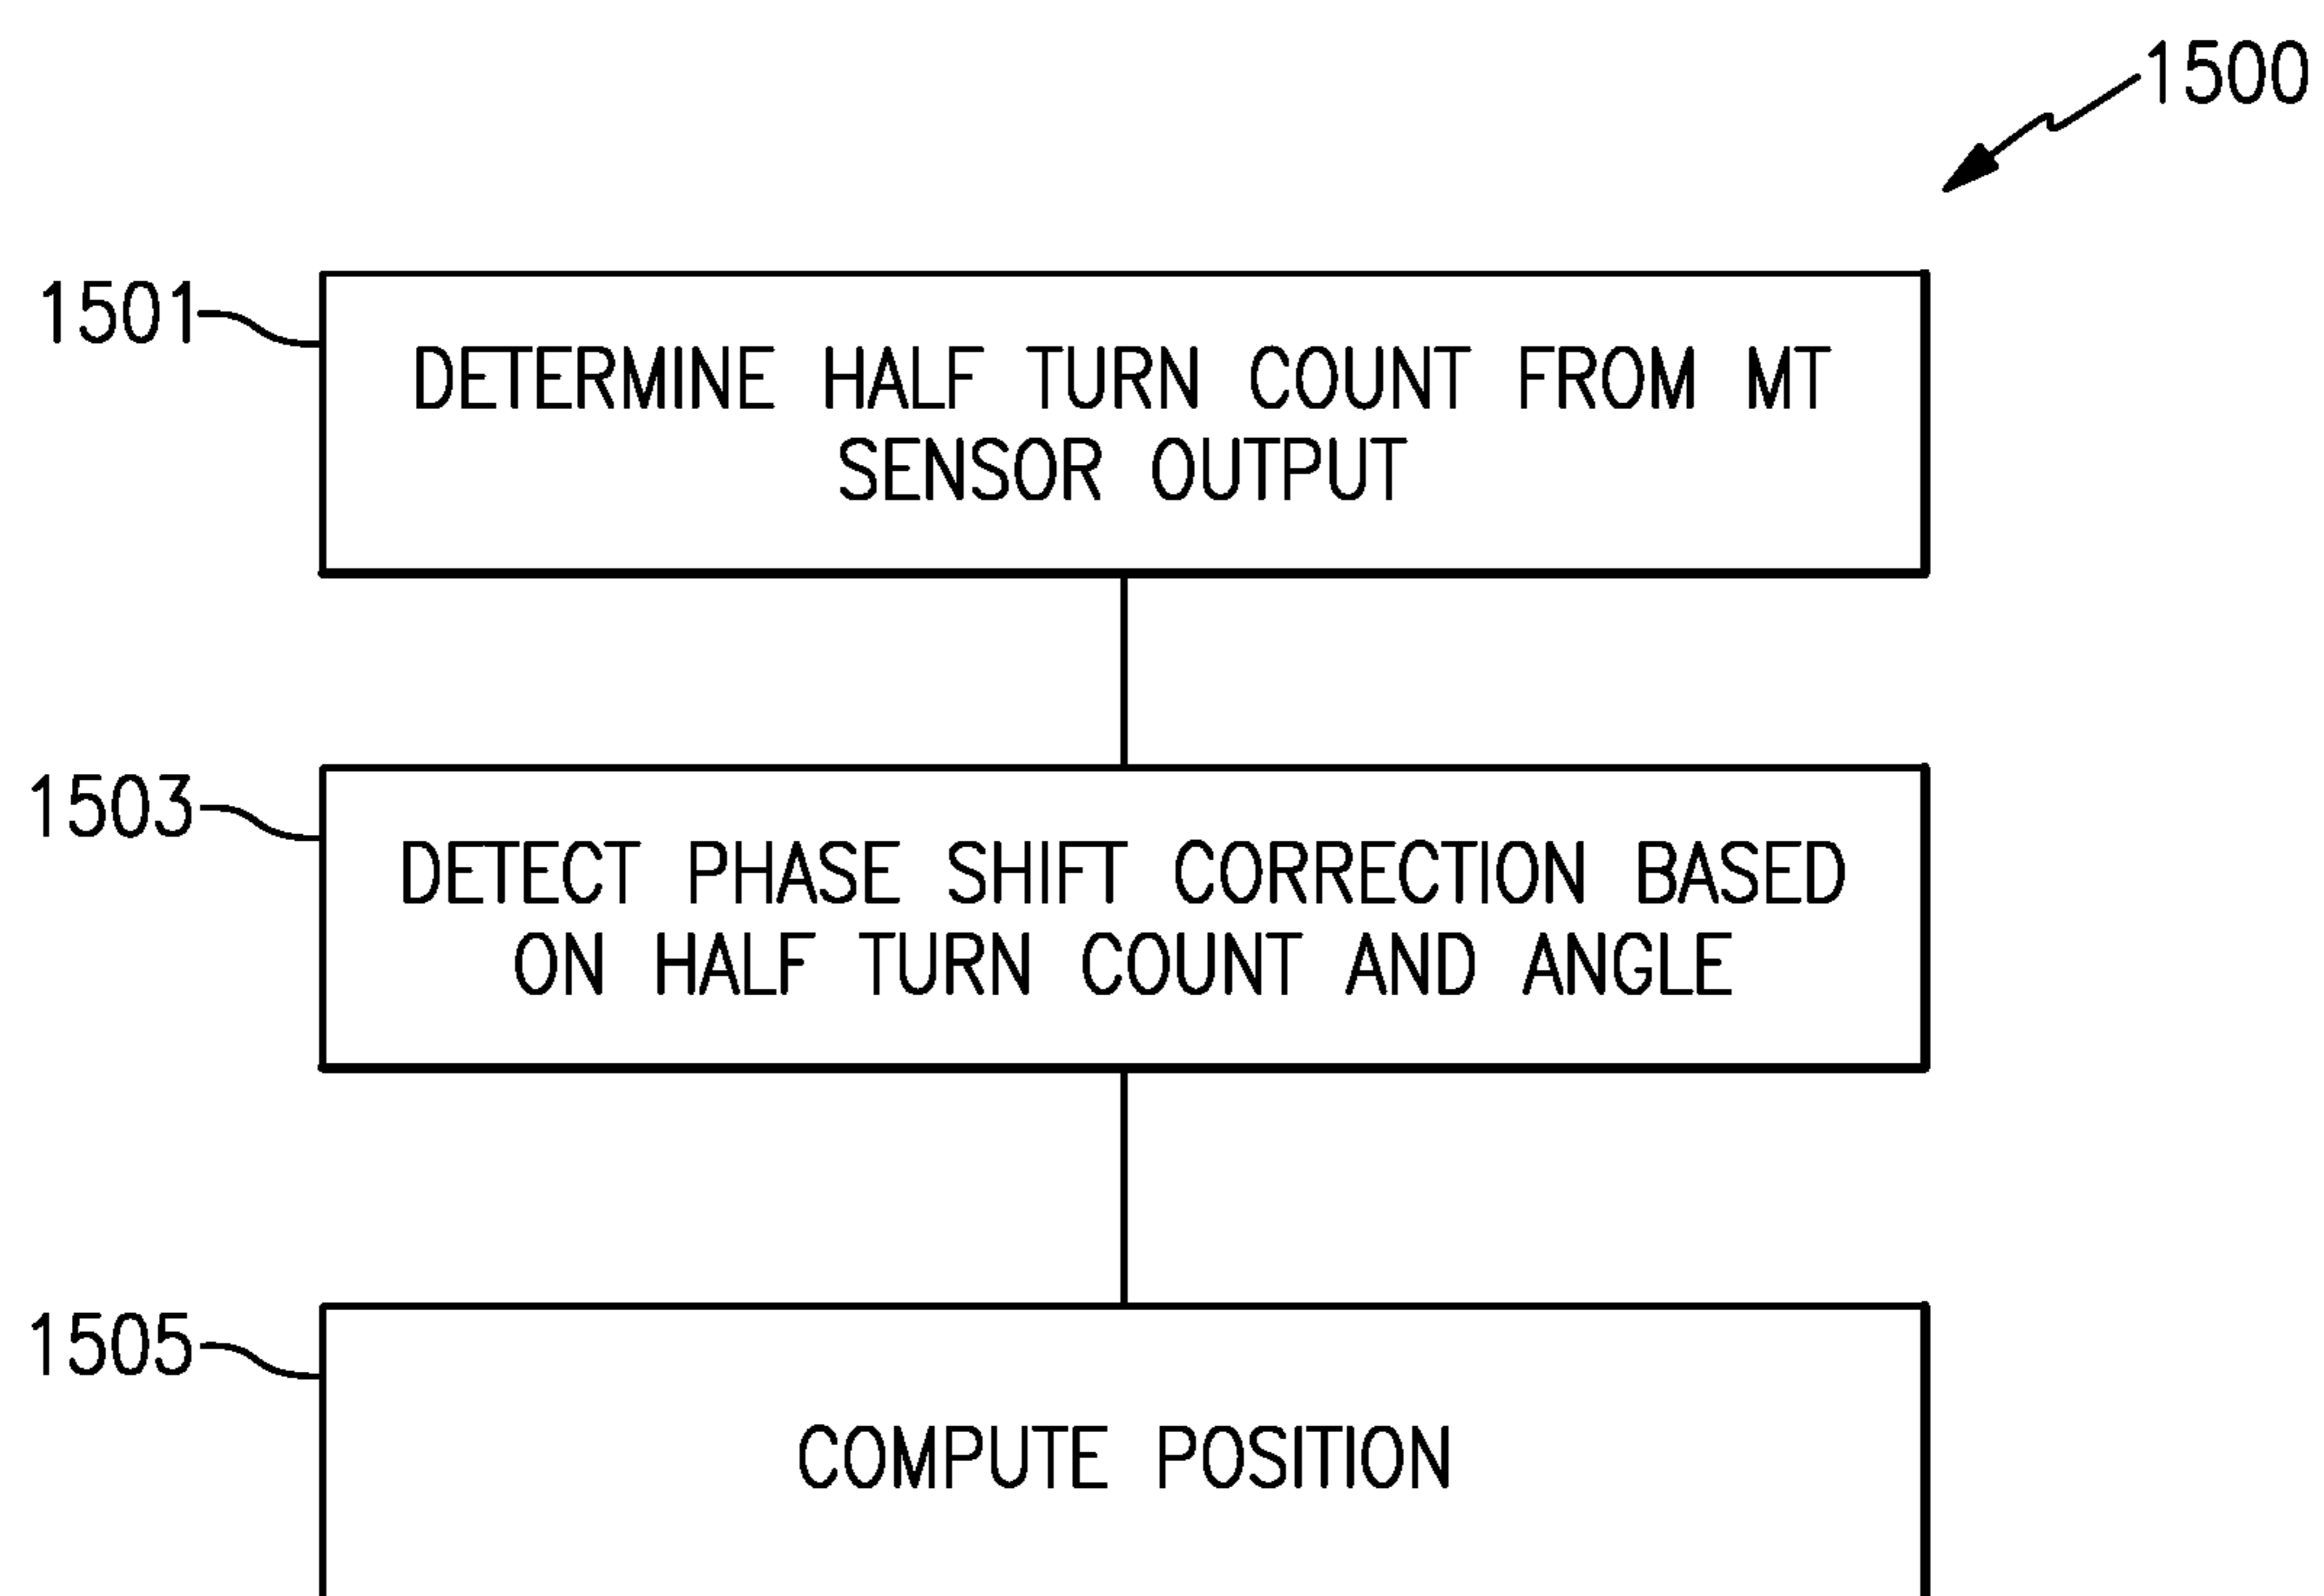 1500
1501
DETERMINE HALF TURN COUNT FROM MT
SENSOR OUTPUT
1503
DETECT PHASE SHIFT CORRECTION BASED
ON HALF TURN COUNT AND ANGLE
1505
COMPUTE POSITION